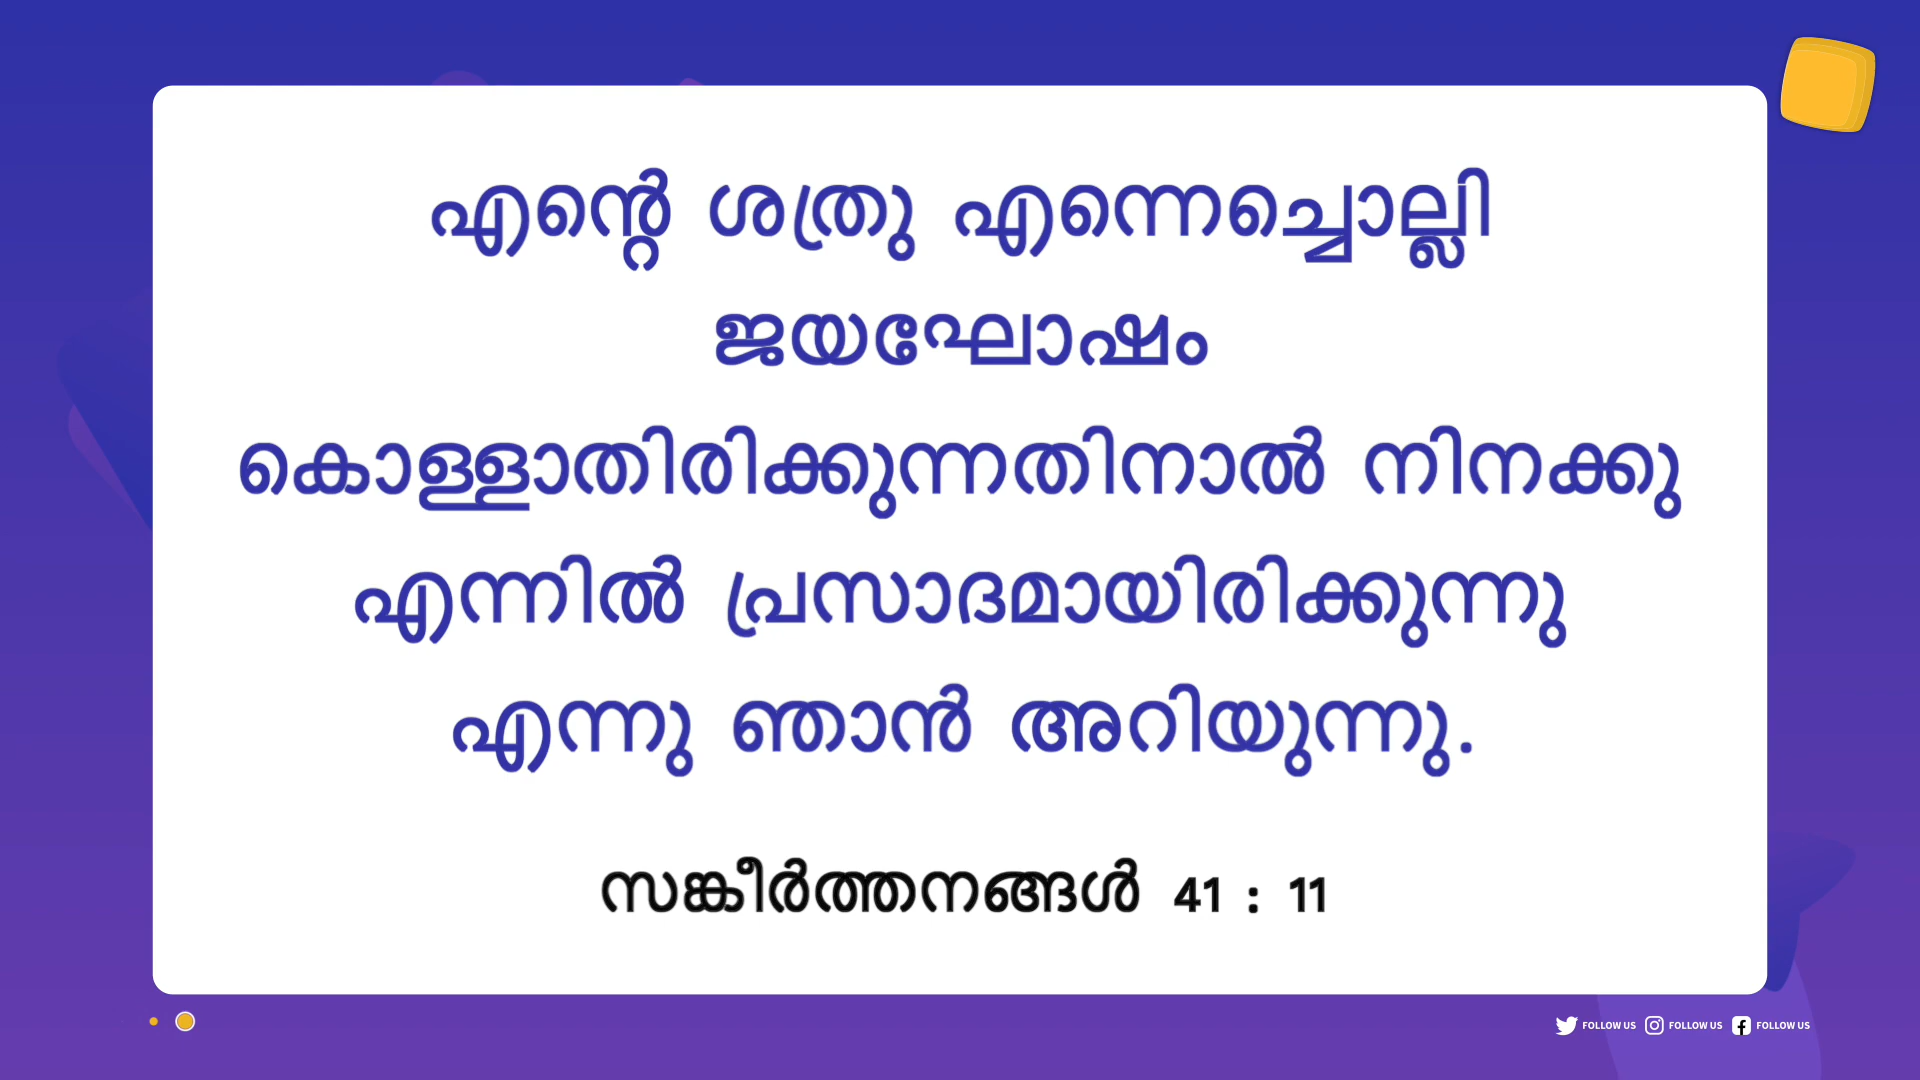 എന്റെ ശത്രു എന്നെച്ചൊല്ലി
ജയഘോഷം
കൊള്ളാതിരിക്കുന്നതിനാൽ നിനക്കു
എന്നിൽ പ്രസാദമായിരിക്കുന്നു
എന്നു ഞാൻ അറിയുന്നു.
സങ്കീർത്തനങ്ങൾ 41 : 11
FOLLOW US FOLLOW US FOLLOW US